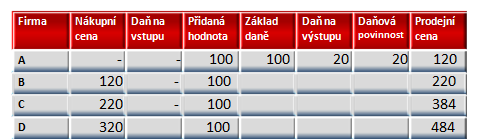 Firma Nákupní cena Daň na vstupu Přidaná hodnota Základ daně Daň na výstupu Daňová povinnost Prodejní cena
A - - 100 100 20 20 120
B 120 - 100 220
C 220 - 100 384
D 320 100 484